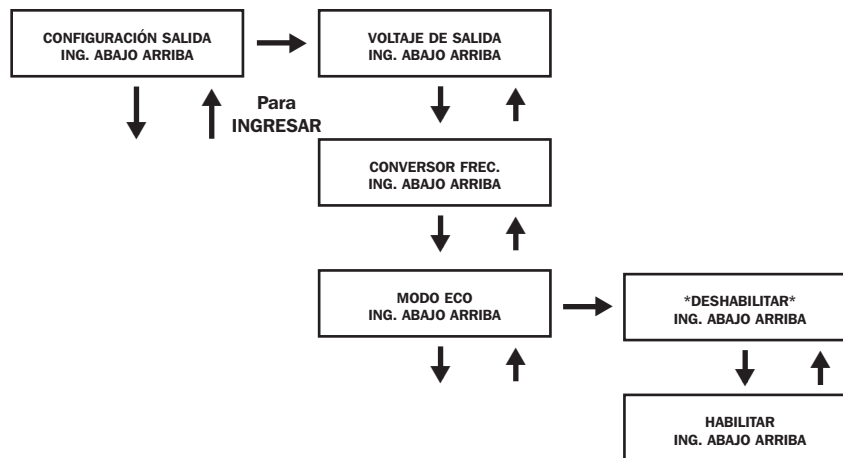 CONFIGURACIÓN SALIDA
ING. ABAJO ARRIBA
VOLTAJE DE SALIDA
ING. ABAJO ARRIBA
Para
INGRESAR
CONVERSOR FREC.
ING. ABAJO ARRIBA
MODO ECO
ING. ABAJO ARRIBA
*DESHABILITAR*
ING. ABAJO ARRIBA
HABILITAR
ING. ABAJO ARRIBA